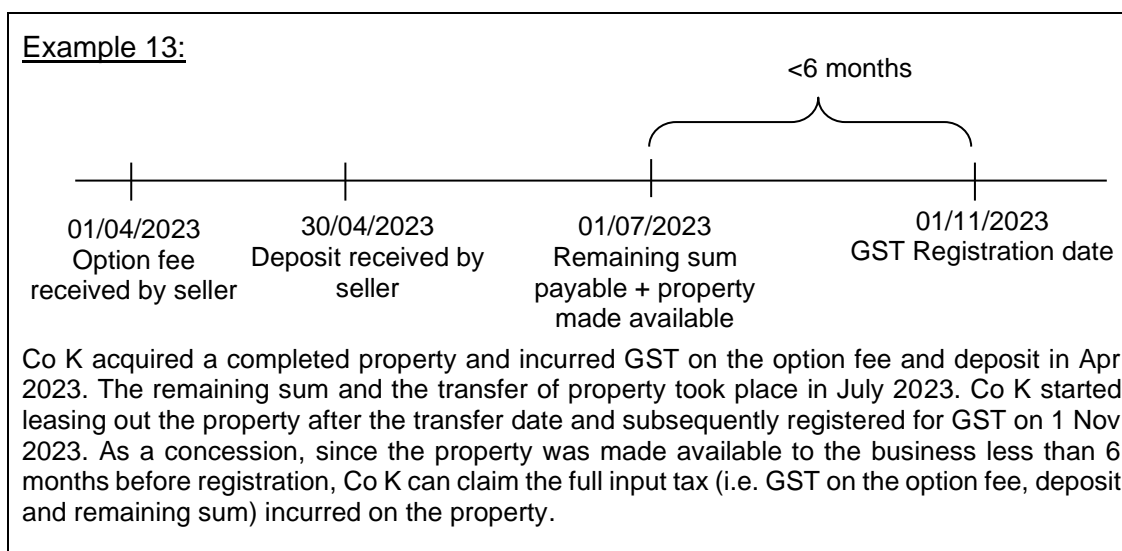 Example 13:
<6 months
01/04/2023
Option fee
received by seller
30/04/2023
Deposit received by
seller
01/07/2023
Remaining sum
payable + property
made available
01/11/2023
GST Registration date
Co K acquired a completed property and incurred GST on the option fee and deposit in Apr
2023. The remaining sum and the transfer of property took place in July 2023. Co K started
leasing out the property after the transfer date and subsequently registered for GST on 1 Nov
2023. As a concession, since the property was made available to the business less than 6
months before registration, Co K can claim the full input tax (i.e. GST on the option fee, deposit
and remaining sum) incurred on the property.